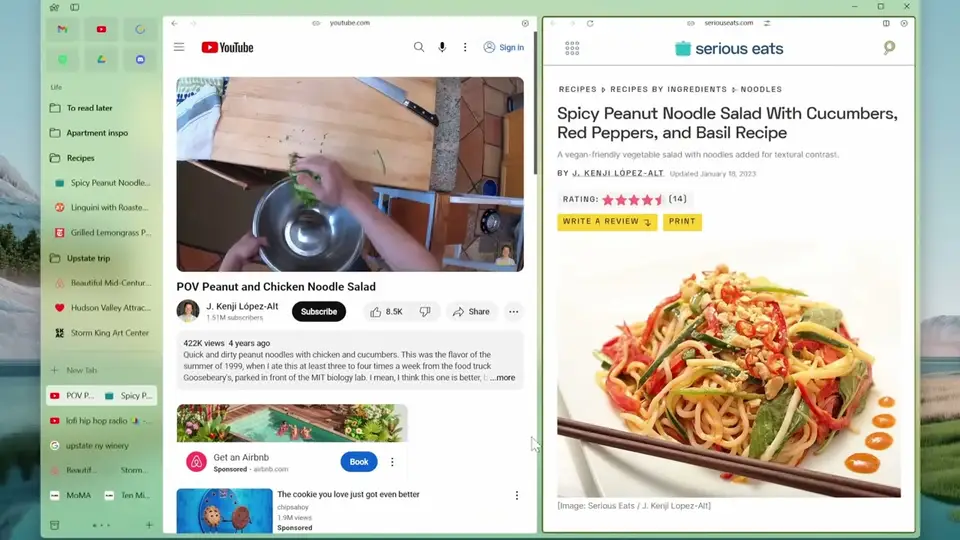 Life
To read later
Apartment inspo
Recipes
Spicy Peanut Noodle...
Linguini with Roaste...
Grilled Lemongrass P...
Upstate trip
Beautiful Mid-Centur...
Hudson Valley Attrac...
Storm King Art Center
+ New Tab
POV P... Spicy P...
lofi hip hop radio
upstate ny winery
Beautif... Storm...
MoMA Ten Mi...
youtube.com
YouTube
Sign in
POV Peanut and Chicken Noodle Salad
J. Kenji López-Alt
1.51M subscribers
Subscribe
8.5K
Share
422K views 4 years ago
Quick and dirty peanut noodles with chicken and cucumbers. This was the flavor of the
summer of 1999, when I ate this at least three to four times a week from the food truck
Goosebeary's, parked in front of the MIT biology lab. I mean, I think this one is better, ...more
Get an Airbnb
Sponsored · airbnb.com
Book
The cookie you love just got even better
chipsahoy
1.9M views
Sponsored
seriouseats.com
serious eats
RECIPES RECIPES BY INGREDIENTS NOODLES
Spicy Peanut Noodle Salad With Cucumbers,
Red Peppers, and Basil Recipe
A vegan-friendly vegetable salad with noodles added for textural contrast.
BY J. KENJI LÓPEZ-ALT Updated January 18, 2023
RATING: (14)
WRITE A REVIEW PRINT
[Image: Serious Eats / J. Kenji Lopez-Alt]